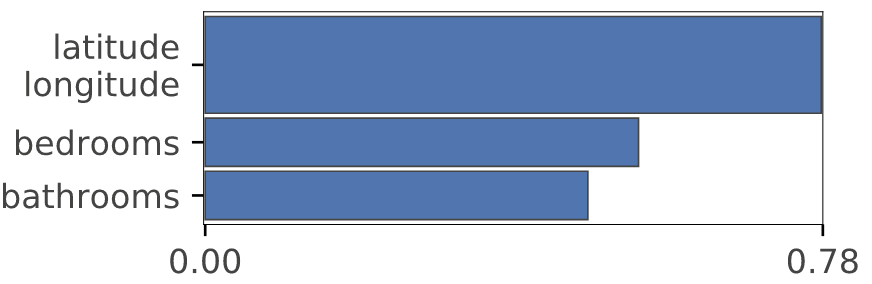 latitude
longitude
bedrooms
bathrooms
0.00
0.78